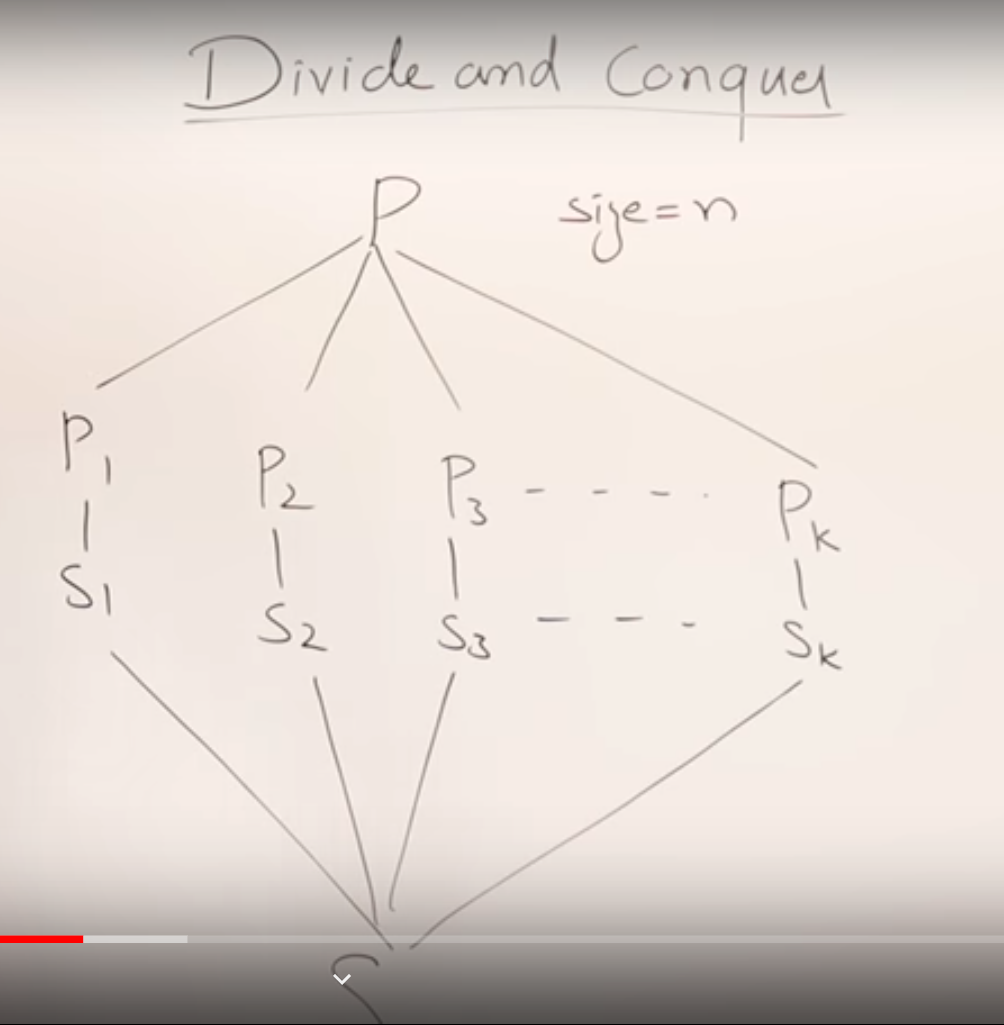 Divide and Conquer
P size = n
P1 P2 P3 - - - - Pk
S1 S2 S3 - - - Sk
S